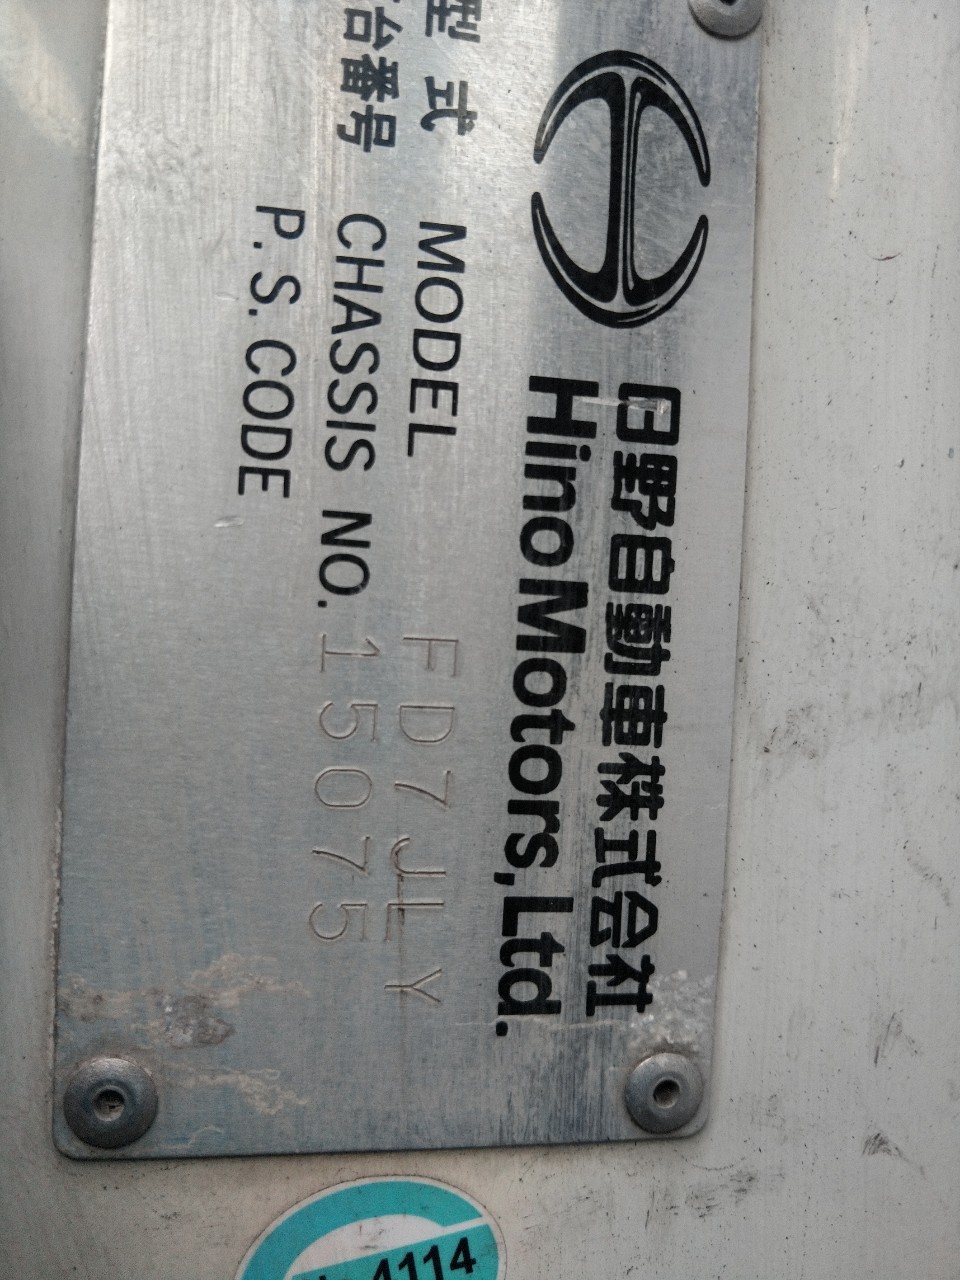 日野自動車株式会社
Hino Motors, Ltd.
型式 MODEL FD7JLY
台番号 CHASSIS NO. 15075
P.S. CODE
4114